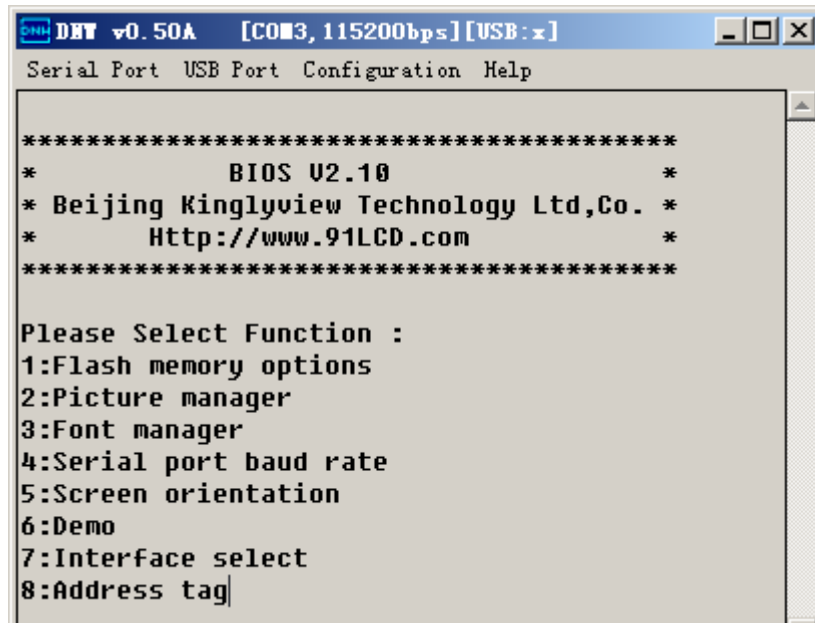 DNW DNW v0.50A [COM3,115200bps][USB:x]
Serial Port USB Port Configuration Help
*****************************************
* BIOS V2.10 *
* Beijing Kinglyview Technology Ltd,Co. *
* Http://www.91LCD.com *
*****************************************
Please Select Function :
1:Flash memory options
2:Picture manager
3:Font manager
4:Serial port baud rate
5:Screen orientation
6:Demo
7:Interface select
8:Address tag